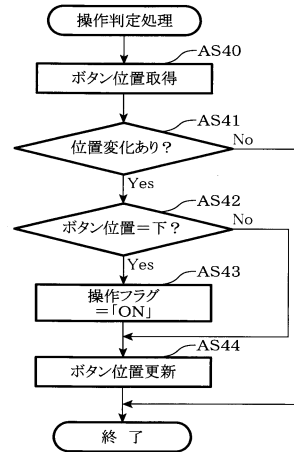 操作判定処理
AS40
ボタン位置取得
AS41
位置変化あり?
No
Yes
AS42
ボタン位置=下?
No
Yes
AS43
操作フラグ
=「ON」
AS44
ボタン位置更新
終 了